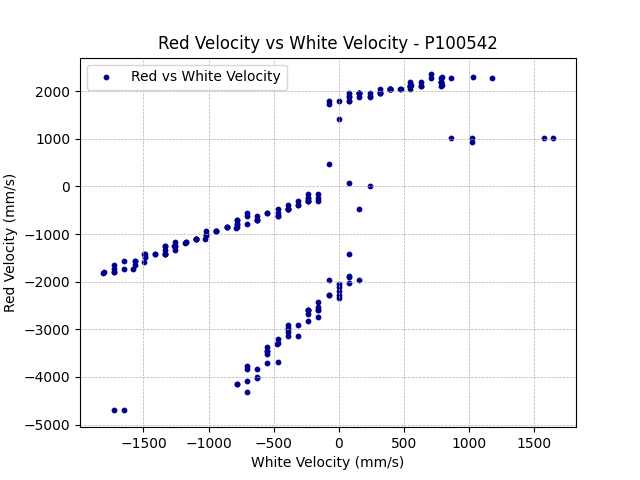 Red Velocity vs White Velocity - P100542
Red vs White Velocity
2000
1000
0
−1000
−2000
−3000
−4000
−5000
Red Velocity (mm/s)
−1500 −1000 −500 0 500 1000 1500
White Velocity (mm/s)